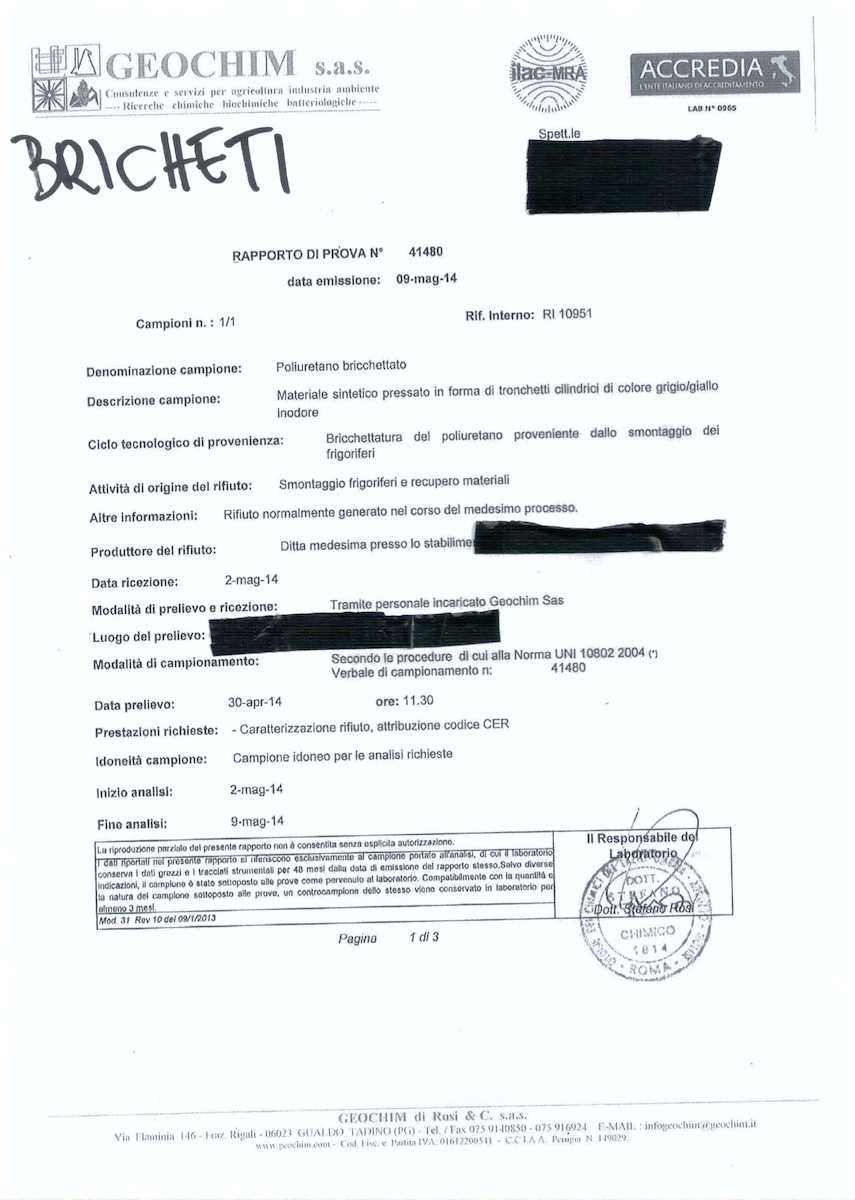 GEOCHIM s.a.s.
Consulenze e servizi per agricoltura industria ambiente
---- Ricerche chimiche biochimiche batteriologiche -----
ilac-MRA
ACCREDIA
L'ENTE ITALIANO DI ACCREDITAMENTO
LAB N° 0965
BRICHETI
Spett.le
RAPPORTO DI PROVA N° 41480
data emissione: 09-mag-14
Campioni n. : 1/1
Rif. Interno: RI 10951
Denominazione campione: Poliuretano bricchettato
Descrizione campione: Materiale sintetico pressato in forma di tronchetti cilindrici di colore grigio/giallo
Inodore
Ciclo tecnologico di provenienza: Bricchettatura del poliuretano proveniente dallo smontaggio dei
frigoriferi
Attività di origine del rifiuto: Smontaggio frigoriferi e recupero materiali
Altre informazioni: Rifiuto normalmente generato nel corso del medesimo processo.
Produttore del rifiuto: Ditta medesima presso lo stabilime
Data ricezione: 2-mag-14
Modalità di prelievo e ricezione: Tramite personale incaricato Geochim Sas
Luogo del prelievo:
Modalità di campionamento: Secondo le procedure di cui alla Norma UNI 10802 2004 (*)
Verbale di campionamento n: 41480
Data prelievo: 30-apr-14 ore: 11.30
Prestazioni richieste: - Caratterizzazione rifiuto, attribuzione codice CER
Idoneità campione: Campione idoneo per le analisi richieste
Inizio analisi: 2-mag-14
Fine analisi: 9-mag-14
La riproduzione parziale del presente rapporto non è consentita senza esplicita autorizzazione.
I dati riportati nel presente rapporto si riferiscono esclusivamente al campione portato all'analisi, di cui il laboratorio
conserva i dati grezzi e i tracciati strumentali per 48 mesi dalla data di emissione del rapporto stesso.Salvo diverse
indicazioni, il campione è stato sottoposto alle prove come pervenuto al laboratorio. Compatibilmente con la quantità e
la natura del campione sottoposto alle prove, un controcampione dello stesso viene conservato in laboratorio per
almeno 3 mesi.
Mod. 31 Rev 10 del 09/1/2013
Il Responsabile del
Laboratorio
Dott. Stefano Rosi
DOTT.
STEFANO
CHIMICO
1814
ROMA
Pagina 1 di 3
GEOCHIM di Rosi & C. s.a.s.
Via Flaminia 146 - Fraz. Rigali - 06023 GUALDO TADINO (PG) - Tel. / Fax 075 9140850 - 075 916924 E-MAIL : infogeochim@geochim.it
www.geochim.com - Cod. Fisc. e Partita IVA: 01612200541 - C.C.I.A.A. Perugia N. 149029.